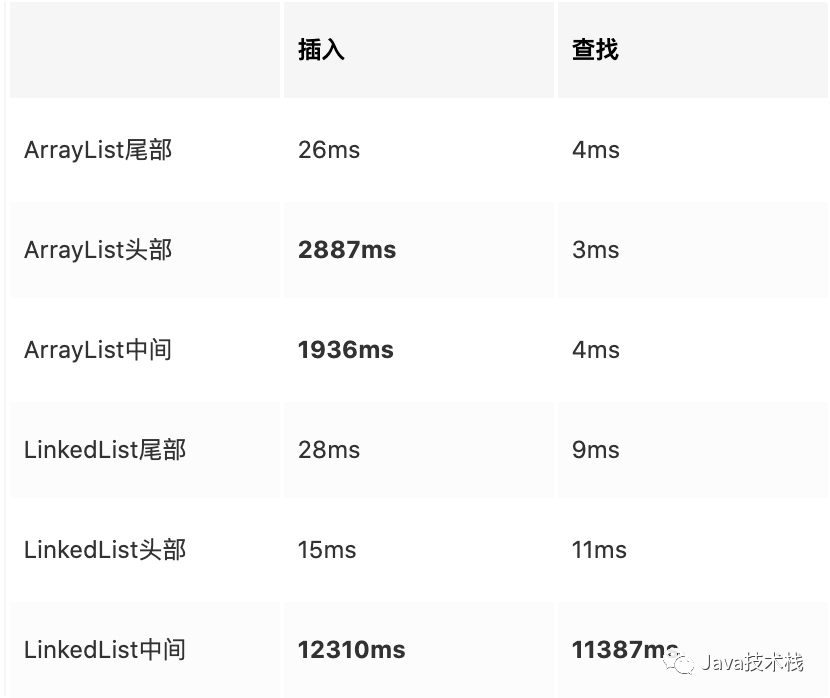 插入 查找
ArrayList尾部 26ms 4ms
ArrayList头部 2887ms 3ms
ArrayList中间 1936ms 4ms
LinkedList尾部 28ms 9ms
LinkedList头部 15ms 11ms
LinkedList中间 12310ms 11387ms
Java技术栈